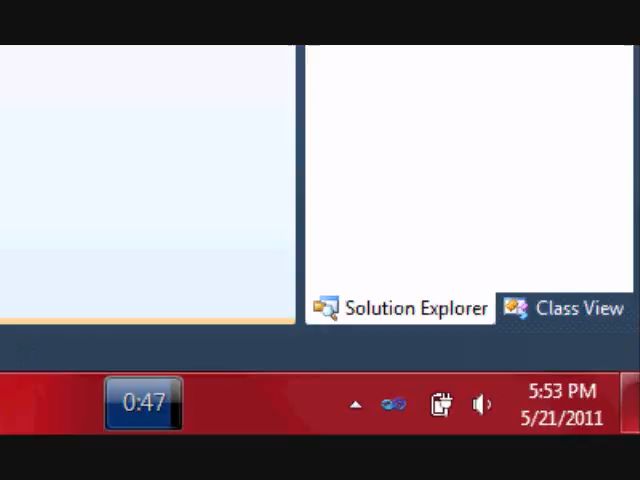 Solution Explorer
Class View
0:47
5:53 PM
5/21/2011